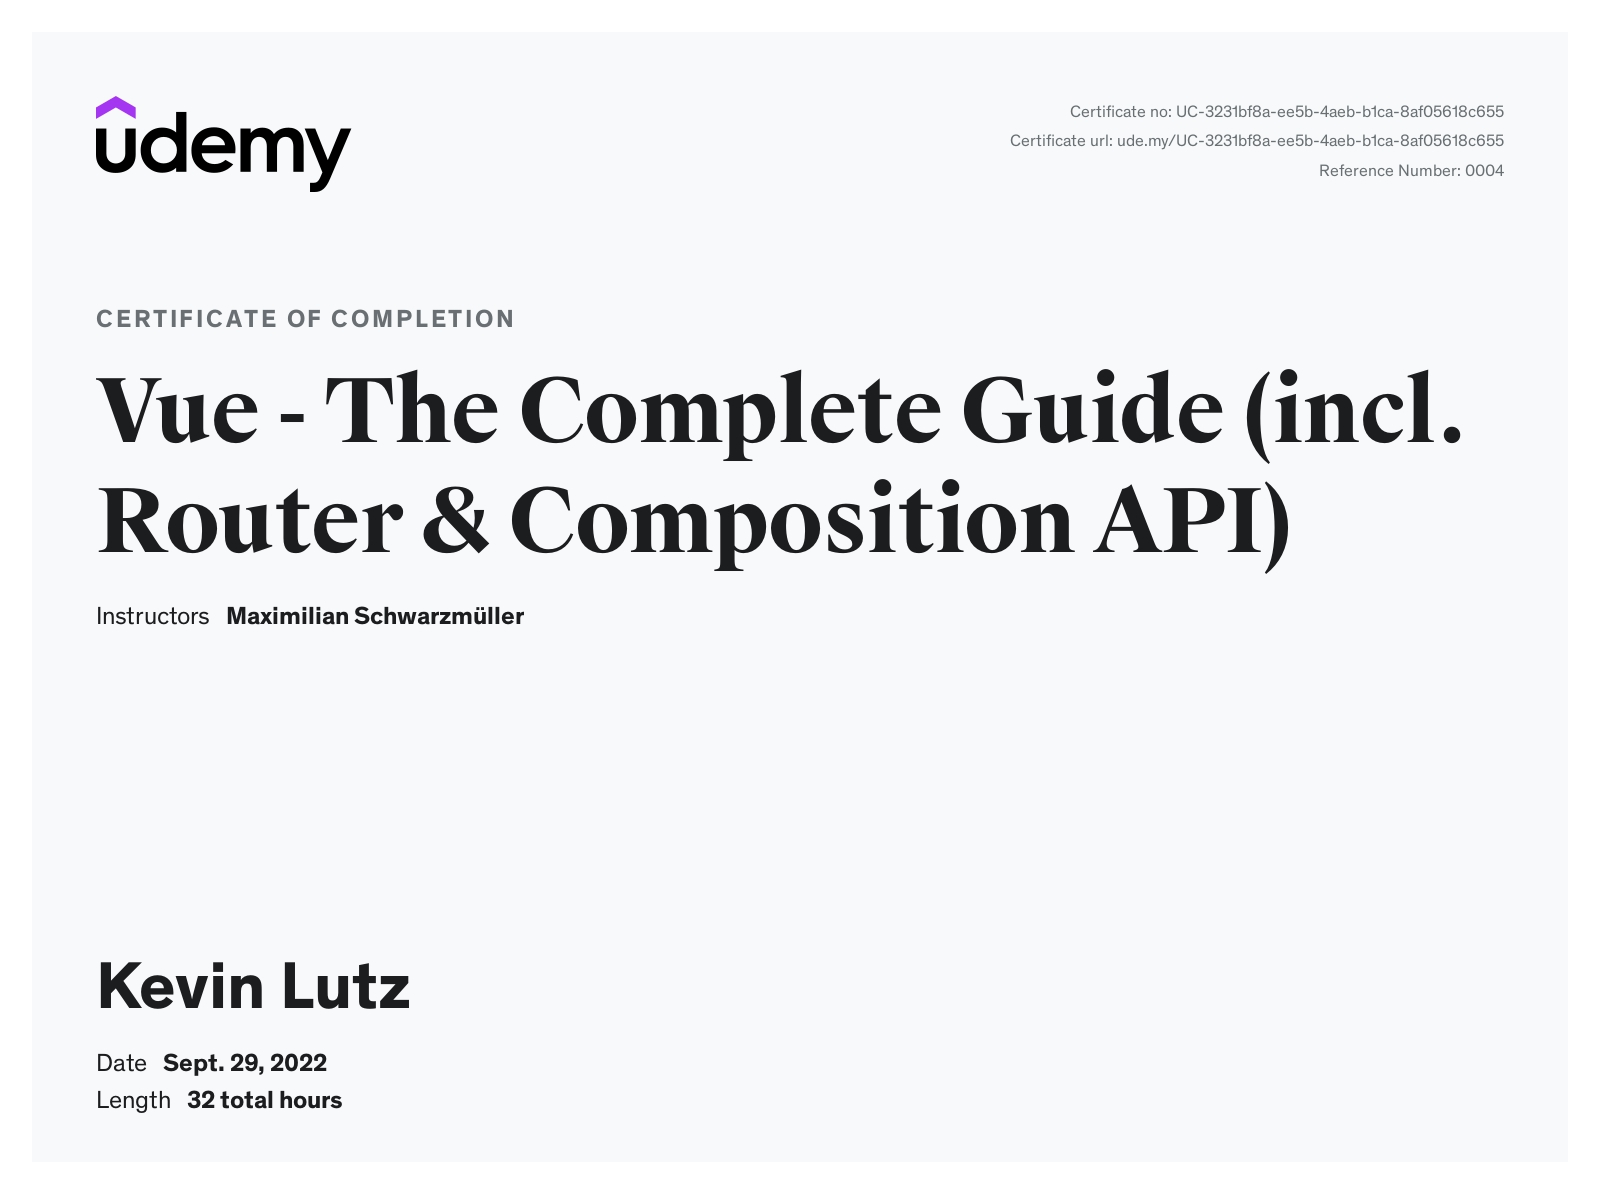 udemy
Certificate no: UC-3231bf8a-ee5b-4aeb-b1ca-8af05618c655
Certificate url: ude.my/UC-3231bf8a-ee5b-4aeb-b1ca-8af05618c655
Reference Number: 0004
CERTIFICATE OF COMPLETION
Vue - The Complete Guide (incl.
Router & Composition API)
Instructors Maximilian Schwarzmüller
Kevin Lutz
Date Sept. 29, 2022
Length 32 total hours